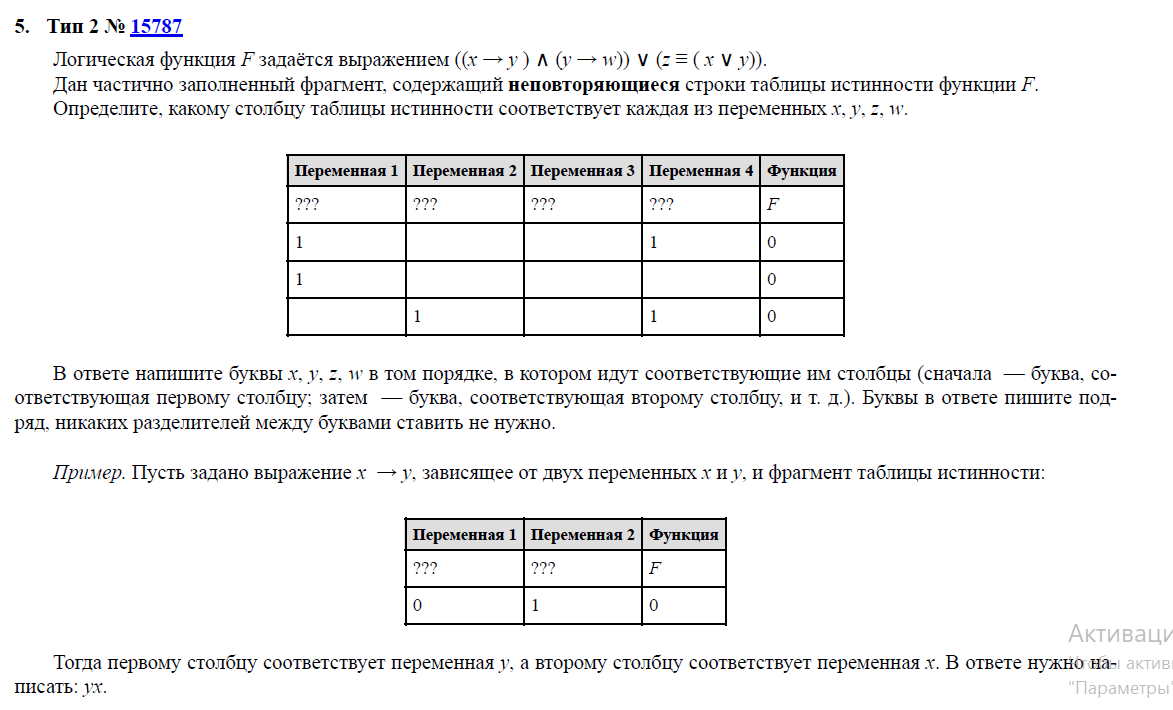 5. Тип 2 № 15787
Логическая функция F задаётся выражением ((x → y ) ∧ (y → w)) ∨ (z ≡ ( x ∨ y)).
Дан частично заполненный фрагмент, содержащий неповторяющиеся строки таблицы истинности функции F.
Определите, какому столбцу таблицы истинности соответствует каждая из переменных x, y, z, w.
Переменная 1 Переменная 2 Переменная 3 Переменная 4 Функция
??? ??? ??? ??? F
1 1 0
1 0
1 1 0
В ответе напишите буквы x, y, z, w в том порядке, в котором идут соответствующие им столбцы (сначала — буква, со-
ответствующая первому столбцу; затем — буква, соответствующая второму столбцу, и т. д.). Буквы в ответе пишите под-
ряд, никаких разделителей между буквами ставить не нужно.
Пример. Пусть задано выражение x → y, зависящее от двух переменных x и y, и фрагмент таблицы истинности:
Переменная 1 Переменная 2 Функция
??? ??? F
0 1 0
Активаци
Тогда первому столбцу соответствует переменная y, а второму столбцу соответствует переменная x. В ответе нужно на-
писать: yx.
"Параметры"